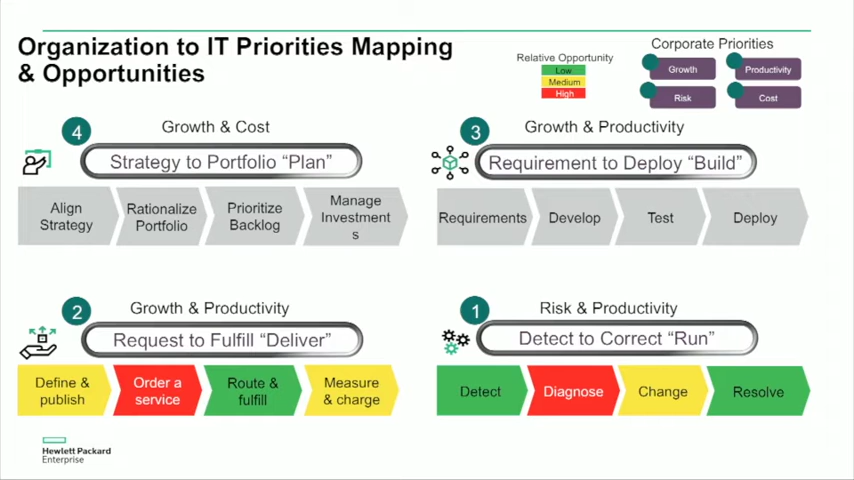 Organization to IT Priorities Mapping
& Opportunities
Relative Opportunity
Low
Medium
High
Corporate Priorities
Growth
Productivity
Risk
Cost
4
Growth & Cost
Strategy to Portfolio “Plan”
Align
Strategy
Rationalize
Portfolio
Prioritize
Backlog
Manage
Investment
s
3
Growth & Productivity
Requirement to Deploy “Build”
Requirements
Develop
Test
Deploy
2
Growth & Productivity
Request to Fulfill “Deliver”
Define &
publish
Order a
service
Route &
fulfill
Measure
& charge
1
Risk & Productivity
Detect to Correct “Run”
Detect
Diagnose
Change
Resolve
Hewlett Packard
Enterprise